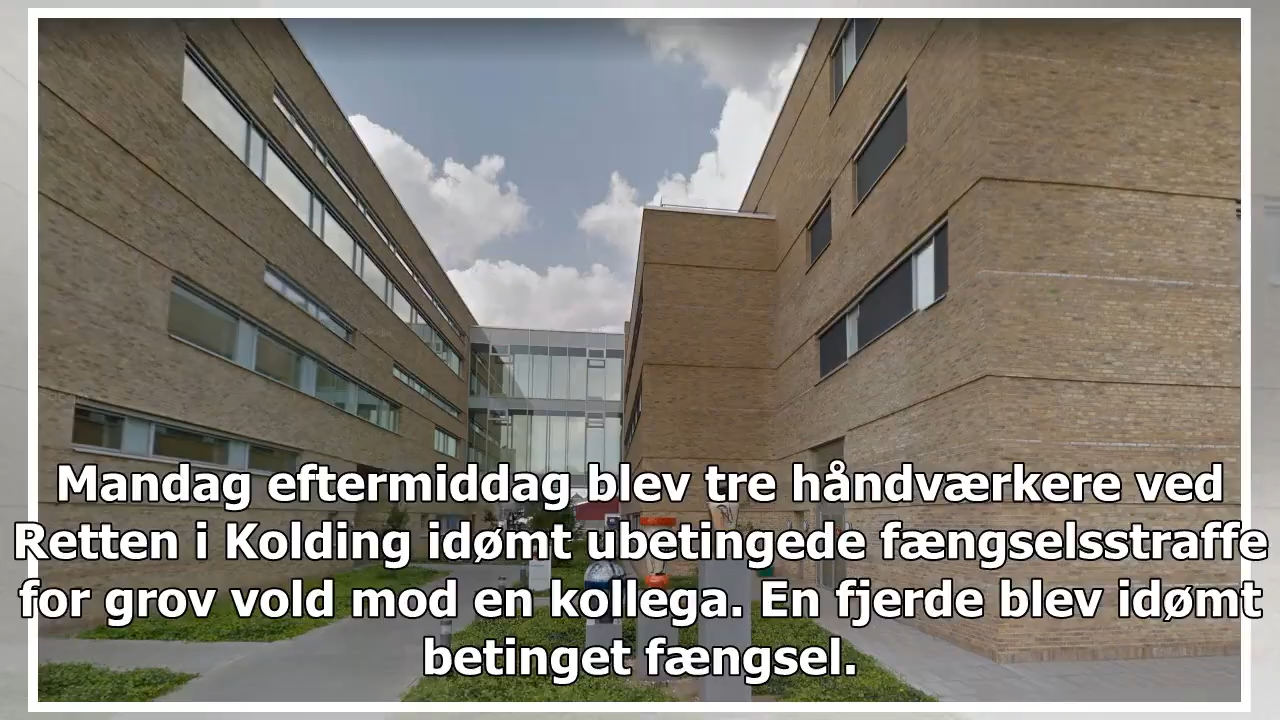 Mandag eftermiddag blev tre håndværkere ved
Retten i Kolding idømt ubetingede fængselsstraffe
for grov vold mod en kollega. En fjerde blev idømt
betinget fængsel.